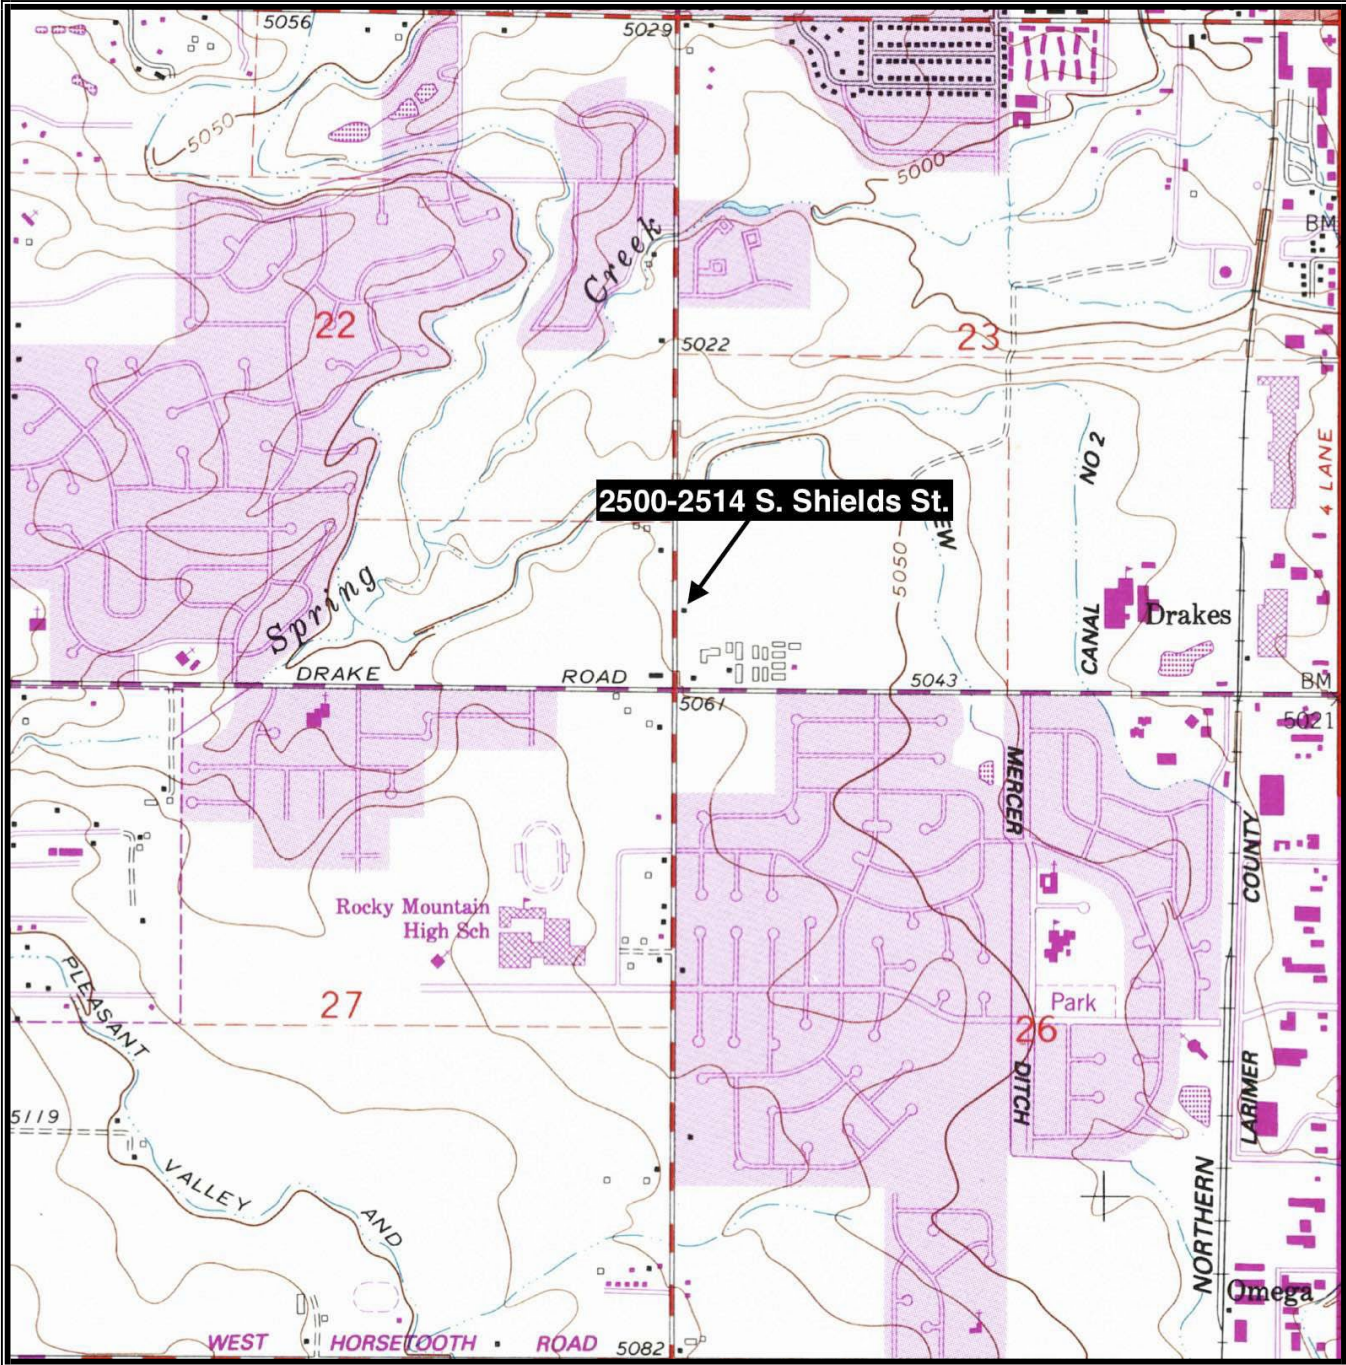 5056
5029
5050
5000
Creek
BM
22
23
5022
NO 2
4 LANE
2500-2514 S. Shields St.
EW
5050
Spring
CANAL
Drakes
DRAKE ROAD
5043
BM
5061
5021
MERCER
COUNTY
Rocky Mountain
High Sch
PLEASANT
27
Park
26
DITCH
LARIMER
5119
VALLEY
AND
NORTHERN
Omega
WEST HORSETOOTH ROAD
5082